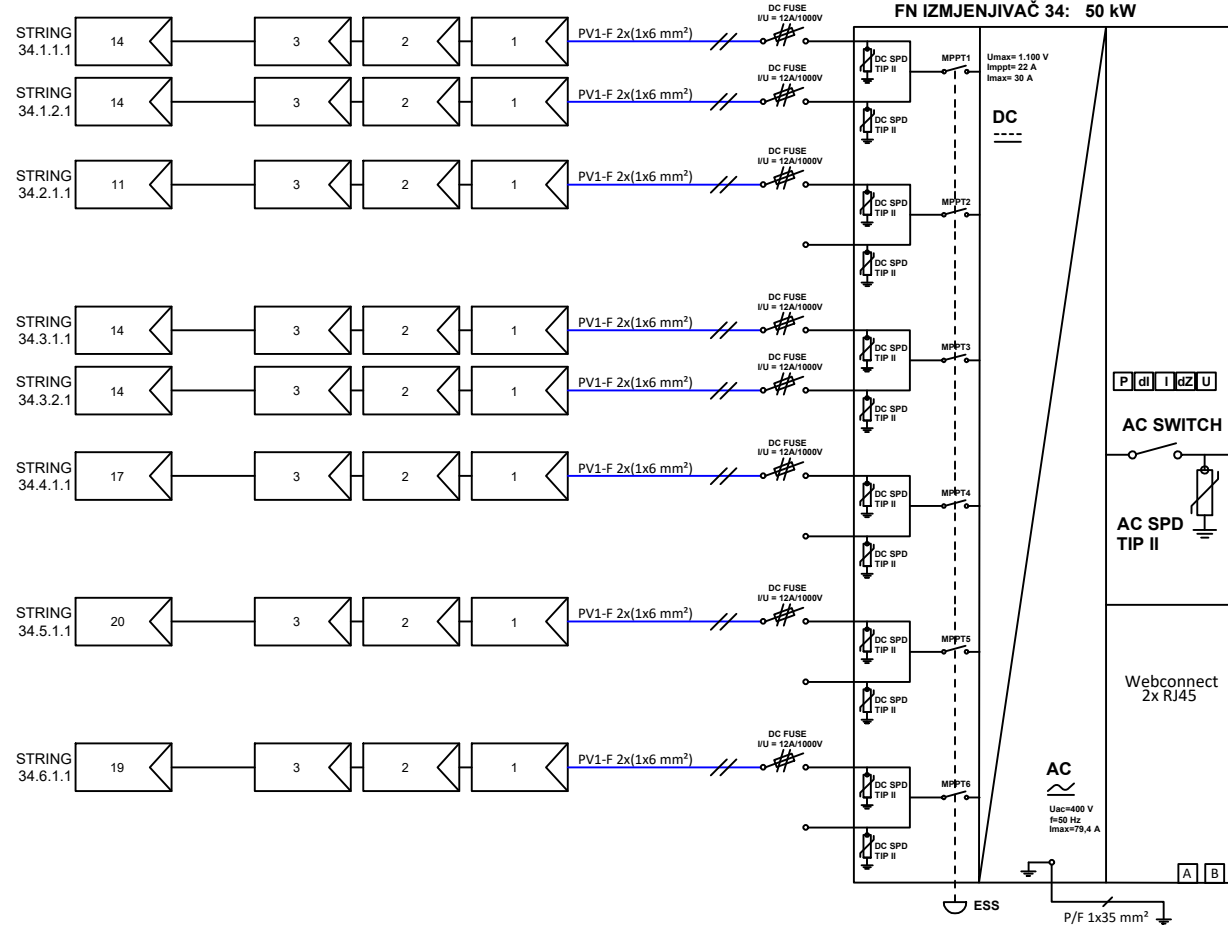 FN IZMJENJIVAČ 34: 50 kW
STRING
34.1.1.1
14
3
2
1
PV1-F 2x(1x6 mm²)
DC FUSE
I/U = 12A/1000V
DC SPD
TIP II
MPPT1
Umax= 1.100 V
Imppt= 22 A
Imax= 30 A
STRING
34.1.2.1
14
3
2
1
PV1-F 2x(1x6 mm²)
DC FUSE
I/U = 12A/1000V
DC SPD
TIP II
DC
STRING
34.2.1.1
11
3
2
1
PV1-F 2x(1x6 mm²)
DC FUSE
I/U = 12A/1000V
DC SPD
TIP II
MPPT2
DC SPD
TIP II
STRING
34.3.1.1
14
3
2
1
PV1-F 2x(1x6 mm²)
DC FUSE
I/U = 12A/1000V
DC SPD
TIP II
MPPT3
STRING
34.3.2.1
14
3
2
1
PV1-F 2x(1x6 mm²)
DC FUSE
I/U = 12A/1000V
DC SPD
TIP II
P dI I dZ U
AC SWITCH
STRING
34.4.1.1
17
3
2
1
PV1-F 2x(1x6 mm²)
DC FUSE
I/U = 12A/1000V
DC SPD
TIP II
MPPT4
DC SPD
TIP II
AC SPD
TIP II
STRING
34.5.1.1
20
3
2
1
PV1-F 2x(1x6 mm²)
DC FUSE
I/U = 12A/1000V
DC SPD
TIP II
MPPT5
DC SPD
TIP II
Webconnect
2x RJ45
STRING
34.6.1.1
19
3
2
1
PV1-F 2x(1x6 mm²)
DC FUSE
I/U = 12A/1000V
DC SPD
TIP II
MPPT6
DC SPD
TIP II
AC
Uac=400 V
f=50 Hz
Imax=79,4 A
A B
ESS
P/F 1x35 mm²